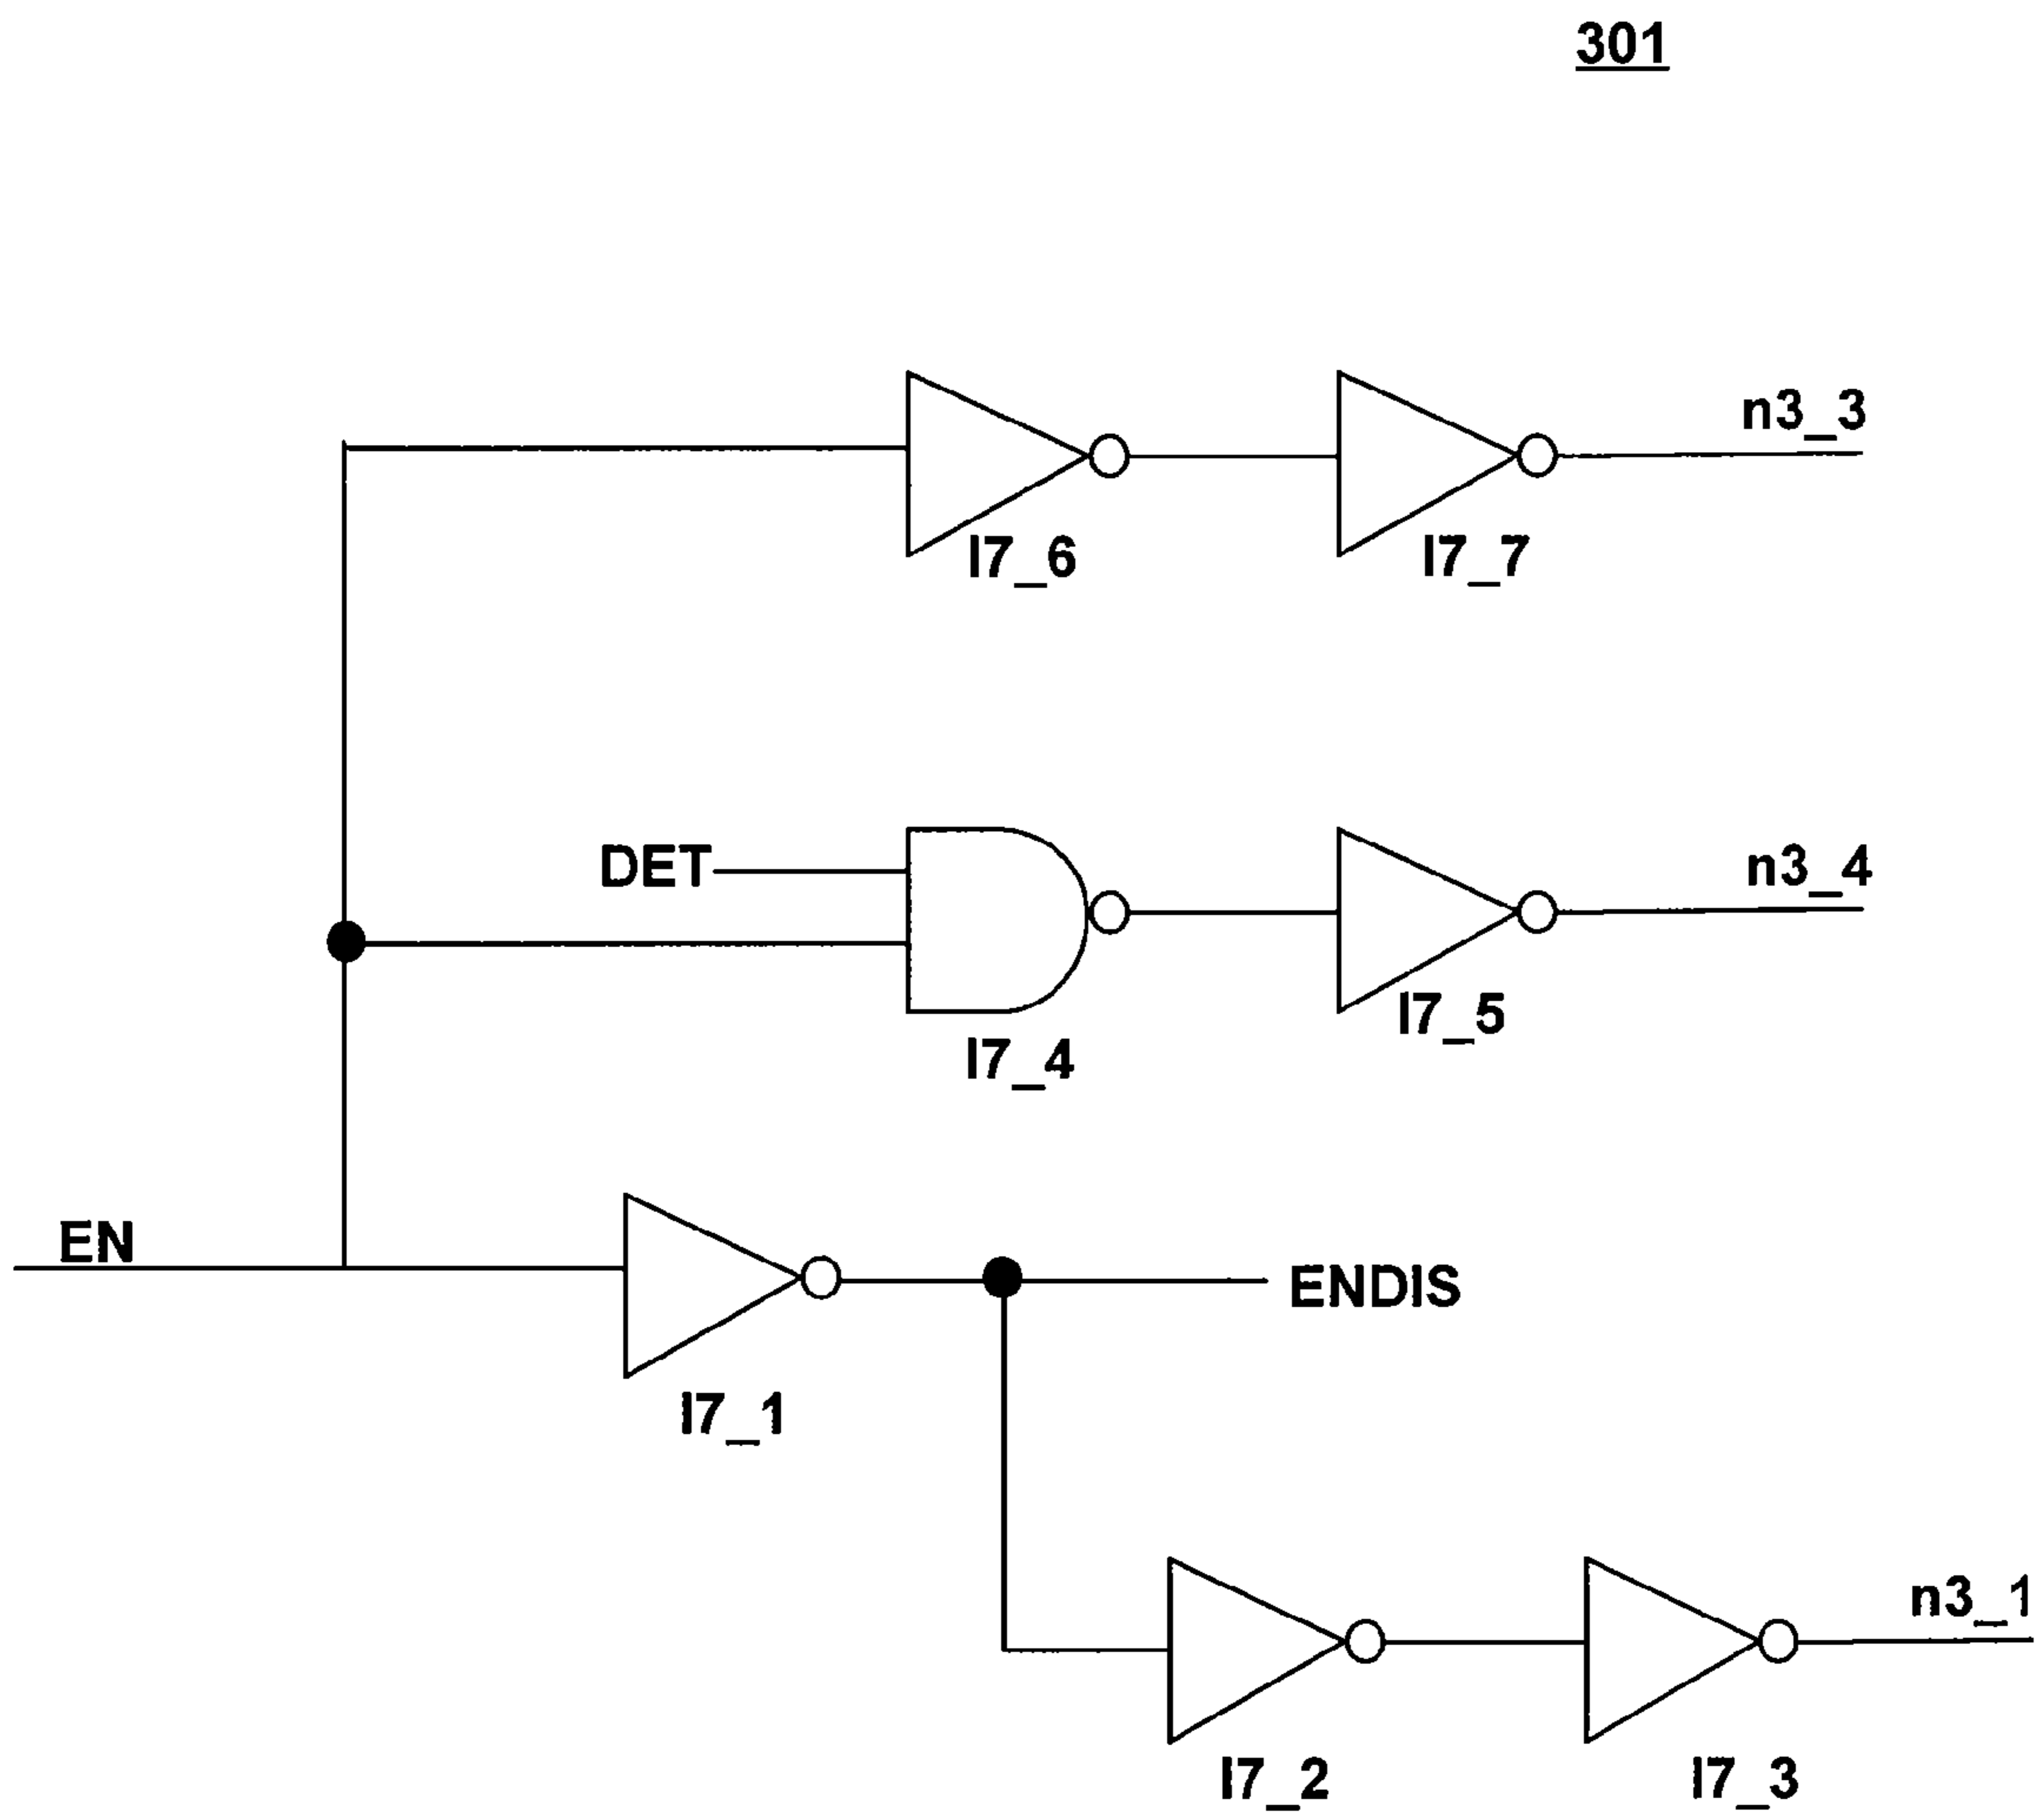 301
n3_3
I7_6
I7_7
DET
n3_4
I7_5
I7_4
EN
ENDIS
I7_1
n3_1
I7_2
I7_3